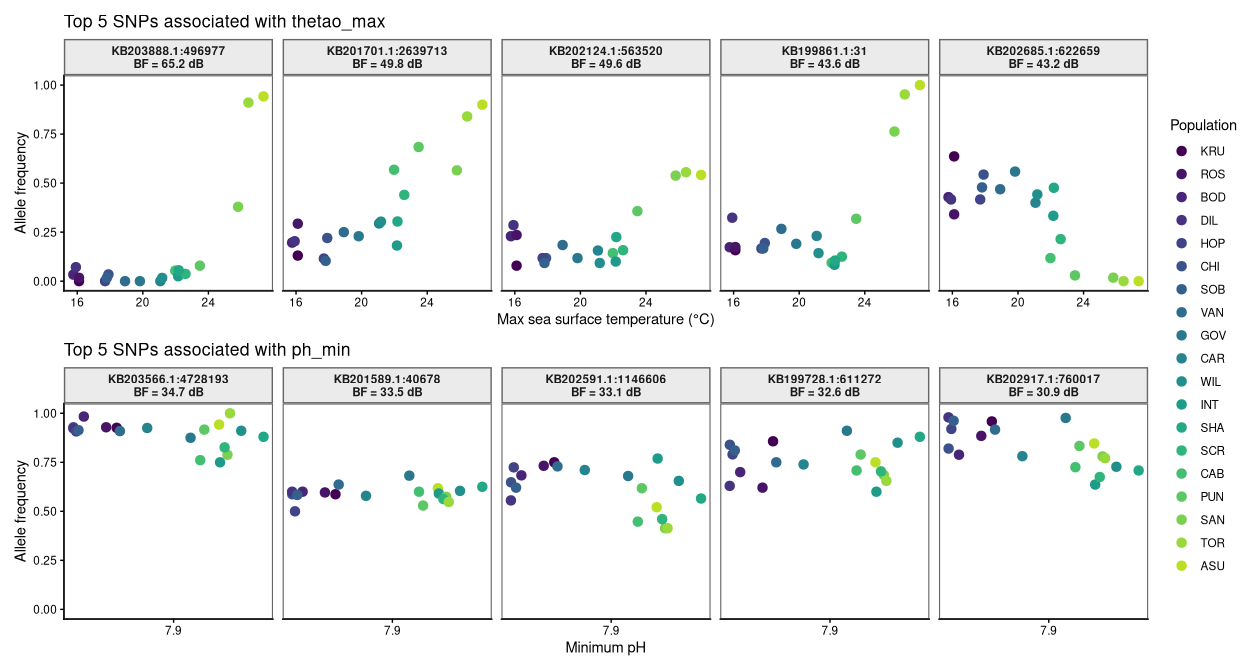 Top 5 SNPs associated with thetao_max
KB203888.1:496977
BF = 65.2 dB
KB201701.1:2639713
BF = 49.8 dB
KB202124.1:563520
BF = 49.6 dB
KB199861.1:31
BF = 43.6 dB
KB202685.1:622659
BF = 43.2 dB
Allele frequency
1.00
0.75
0.50
0.25
0.00
16 20 24
16 20 24
16 20 24
16 20 24
16 20 24
Max sea surface temperature (°C)
Top 5 SNPs associated with ph_min
KB203566.1:4728193
BF = 34.7 dB
KB201589.1:40678
BF = 33.5 dB
KB202591.1:1146606
BF = 33.1 dB
KB199728.1:611272
BF = 32.6 dB
KB202917.1:760017
BF = 30.9 dB
Allele frequency
1.00
0.75
0.50
0.25
0.00
7.9
7.9
7.9
7.9
7.9
Minimum pH
Population
KRU
ROS
BOD
DIL
HOP
CHI
SOB
VAN
GOV
CAR
WIL
INT
SHA
SCR
CAB
PUN
SAN
TOR
ASU